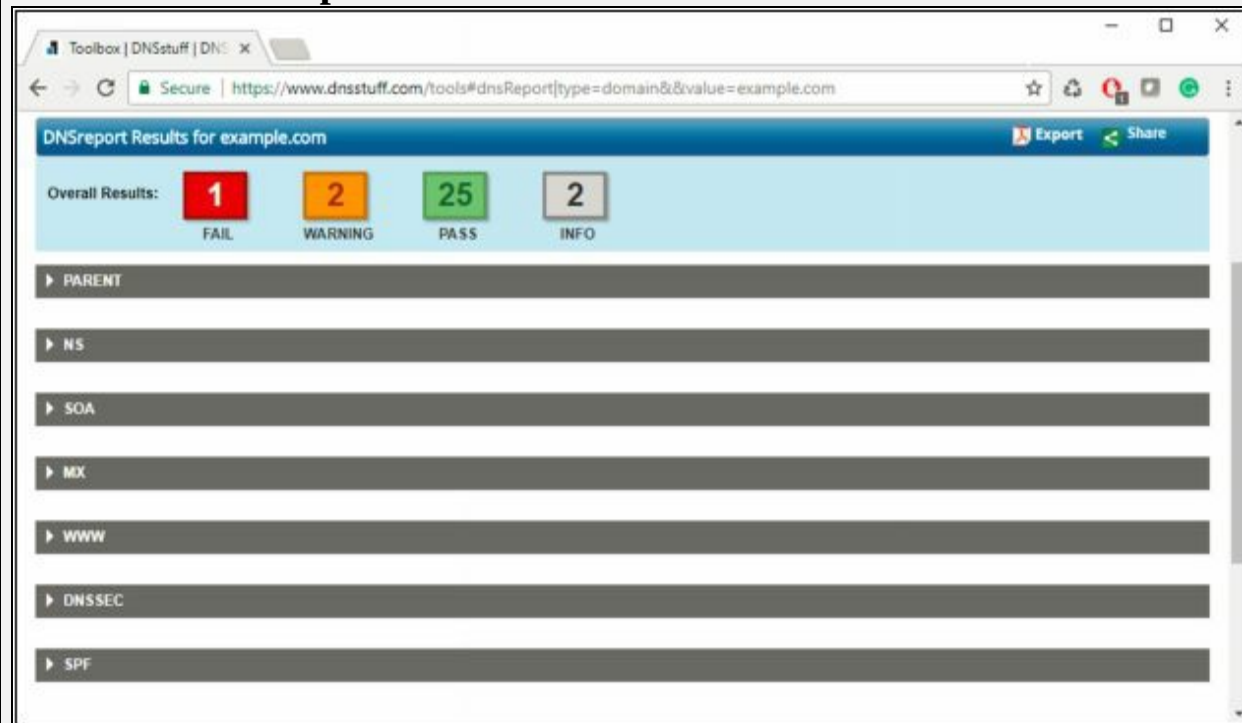 Toolbox | DNSstuff | DNS
Secure | https://www.dnsstuff.com/tools#dnsReport|type=domain&&value=example.com
DNSreport Results for example.com Export Share
Overall Results: 1 2 25 2
FAIL WARNING PASS INFO
PARENT
NS
SOA
MX
WWW
DNSSEC
SPF